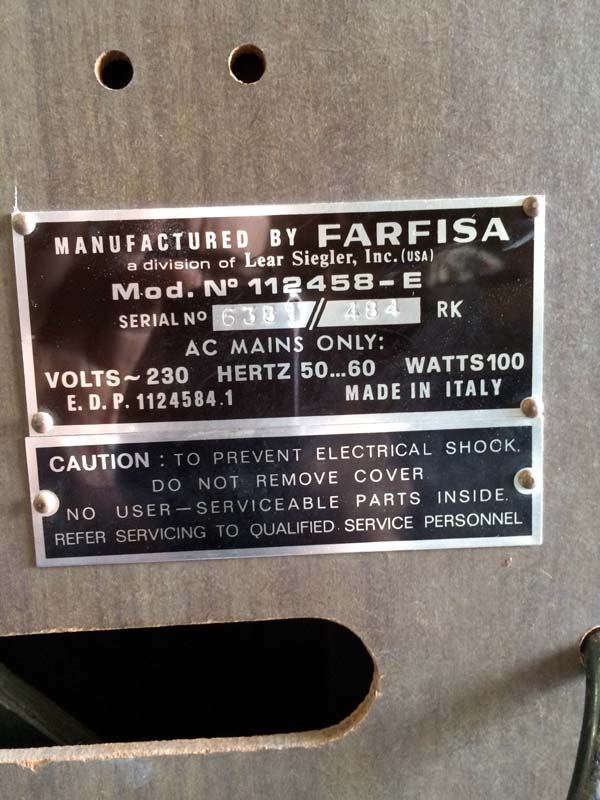 MANUFACTURED BY FARFISA
a division of Lear Siegler, Inc. (USA)
Mod. Nº 112458-E
SERIAL Nº // 484 RK
AC MAINS ONLY:
VOLTS~230 HERTZ 50...60 WATTS 100
E. D. P. 1124584.1 MADE IN ITALY
CAUTION : TO PREVENT ELECTRICAL SHOCK,
DO NOT REMOVE COVER
NO USER—SERVICEABLE PARTS INSIDE.
REFER SERVICING TO QUALIFIED SERVICE PERSONNEL